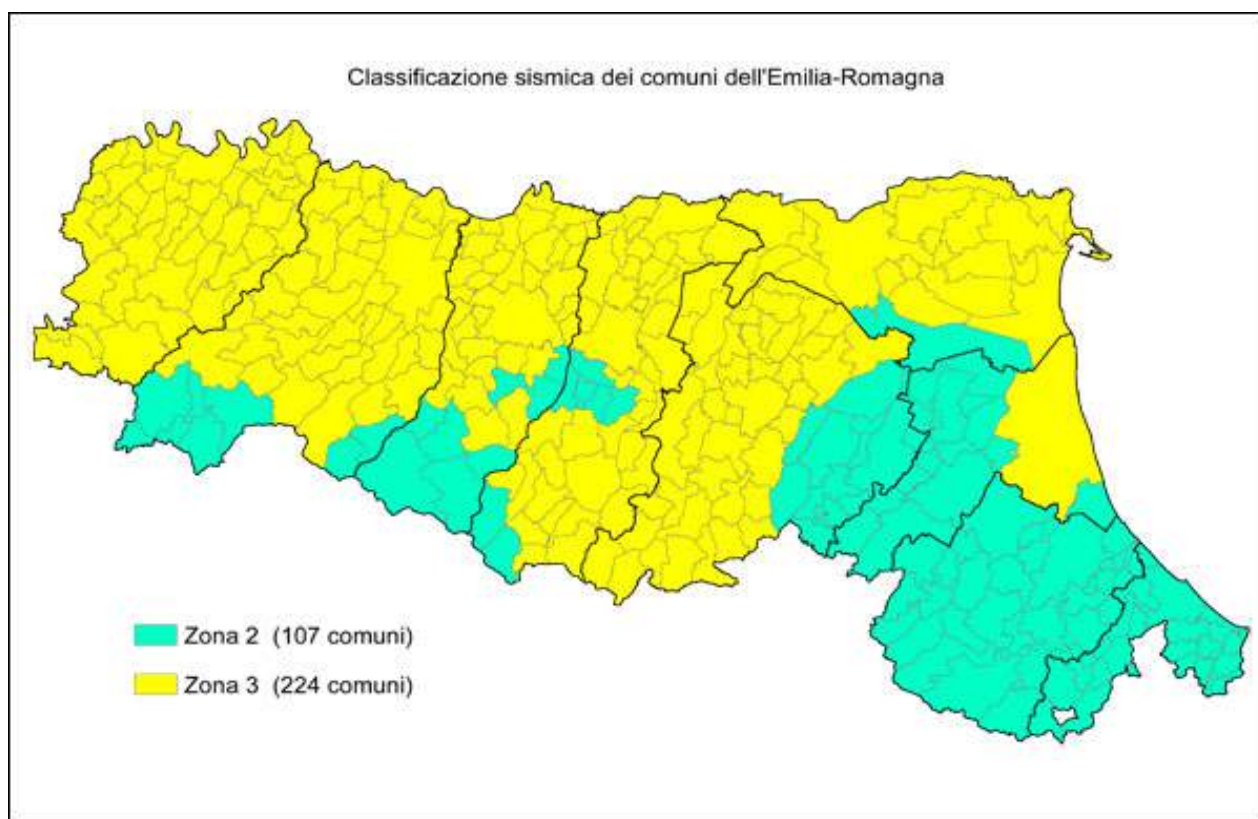 Classificazione sismica dei comuni dell'Emilia-Romagna
Zona 2 (107 comuni)
Zona 3 (224 comuni)